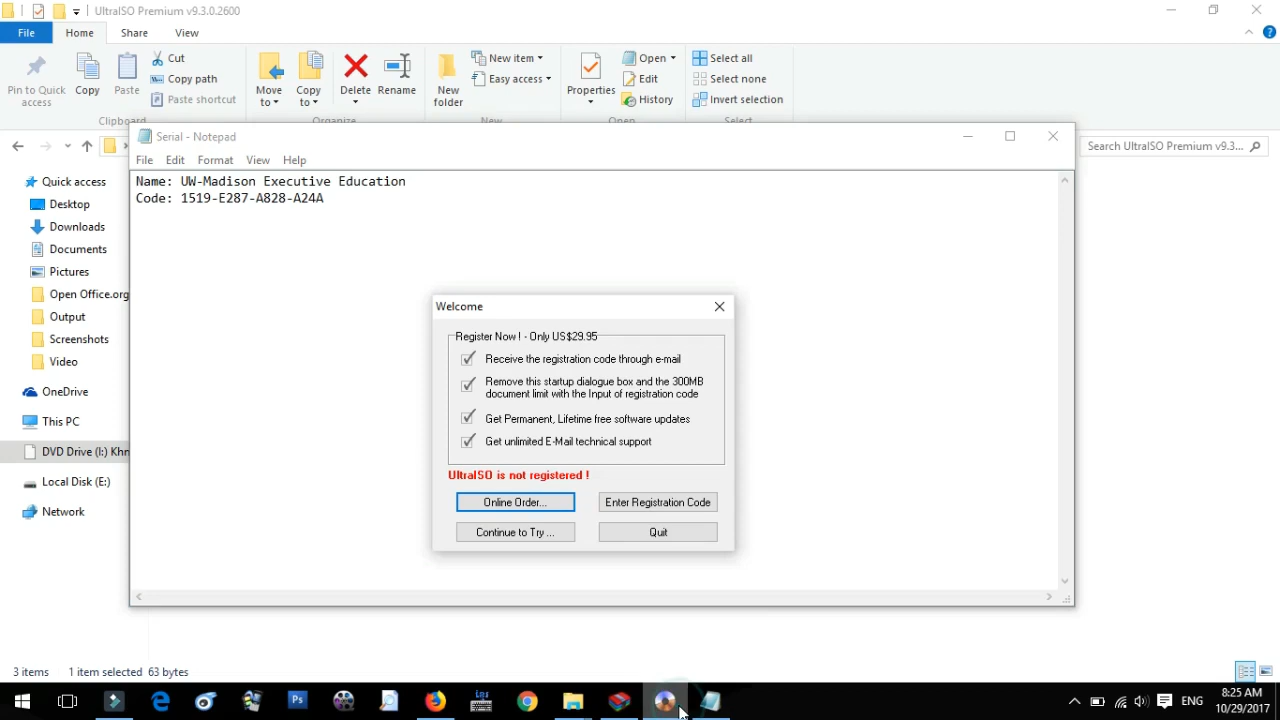 UltraISO Premium v9.3.0.2600
File Home Share View
Pin to Quick access
Copy
Paste
Cut
Copy path
Paste shortcut
Move to
Copy to
Delete
Rename
New folder
New item
Easy access
Properties
Open
Edit
History
Select all
Select none
Invert selection
Clipboard Organize New Open Select
Search UltraISO Premium v9.3...
Quick access
Desktop
Downloads
Documents
Pictures
Open Office.org
Output
Screenshots
Video
OneDrive
This PC
DVD Drive (I:) Khn
Local Disk (E:)
Network
Serial - Notepad
File Edit Format View Help
Name: UW-Madison Executive Education
Code: 1519-E287-A828-A24A
Welcome
Register Now ! - Only US$29.95
Receive the registration code through e-mail
Remove this startup dialogue box and the 300MB
document limit with the Input of registration code
Get Permanent, Lifetime free software updates
Get unlimited E-Mail technical support
UltraISO is not registered !
Online Order... Enter Registration Code
Continue to Try ... Quit
3 items 1 item selected 63 bytes
ENG
8:25 AM
10/29/2017